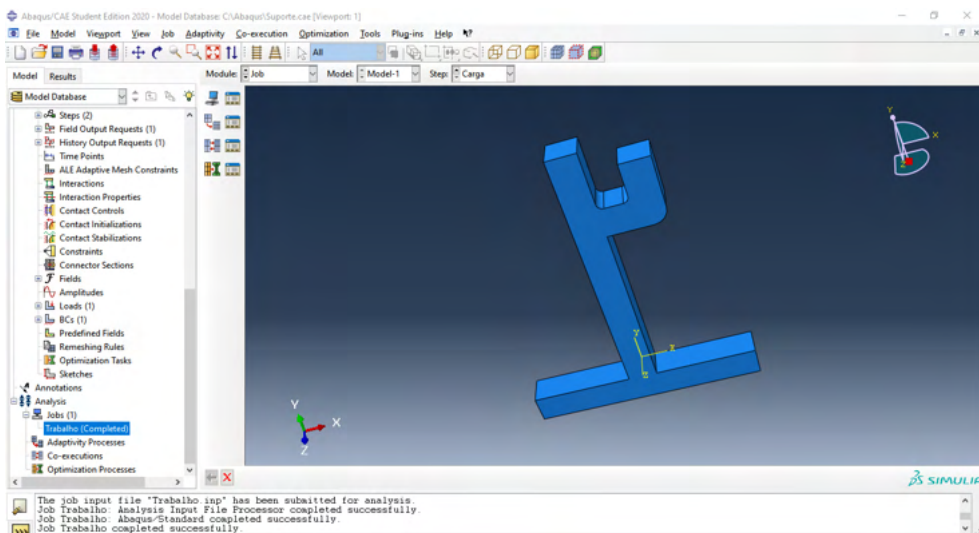 Abaqus/CAE Student Edition 2020 - Model Database: C:\Abaqus\Suporte.cae [Viewport: 1]
File Model Viewport View Job Adaptivity Co-execution Optimization Tools Plug-ins Help
All
Model Results
Module: Job Model: Model-1 Step: Carga
Model Database
Steps (2)
Field Output Requests (1)
History Output Requests (1)
Time Points
ALE Adaptive Mesh Constraints
Interactions
Interaction Properties
Contact Controls
Contact Initializations
Contact Stabilizations
Constraints
Connector Sections
Fields
Amplitudes
Loads (1)
BCs (1)
Predefined Fields
Remeshing Rules
Optimization Tasks
Sketches
Annotations
Analysis
Jobs (1)
Trabalho (Completed)
Adaptivity Processes
Co-executions
Optimization Processes
Y
X
Z
Y
X
Z
Y
X
Z
SIMULIA
The job input file "Trabalho.inp" has been submitted for analysis.
Job Trabalho: Analysis Input File Processor completed successfully.
Job Trabalho: Abaqus/Standard completed successfully.
Job Trabalho completed successfully.